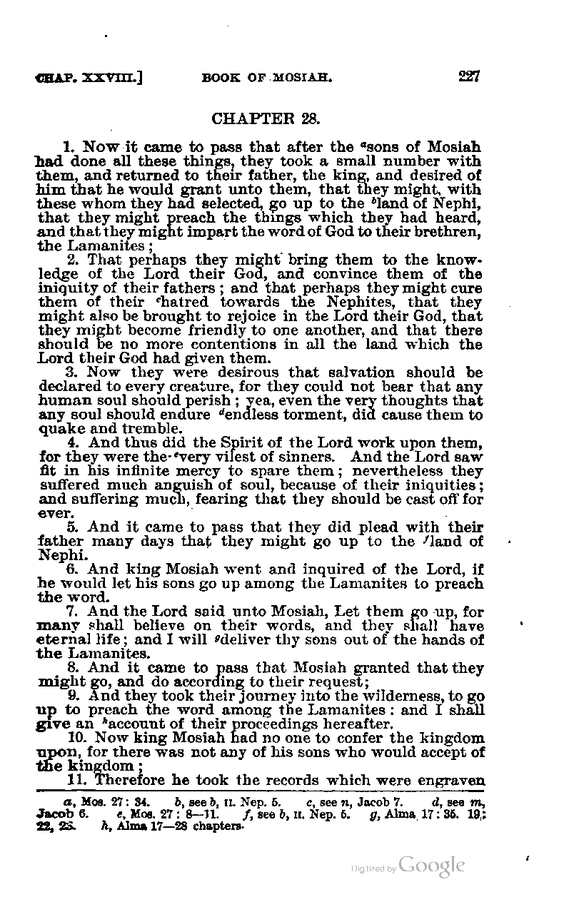 CHAP. XXVIII.] BOOK OF MOSIAH. 227
CHAPTER 28.
1. Now it came to pass that after the ᵃsons of Mosiah
had done all these things, they took a small number with
them, and returned to their father, the king, and desired of
him that he would grant unto them, that they might, with
these whom they had selected, go up to the ᵇland of Nephi,
that they might preach the things which they had heard,
and that they might impart the word of God to their brethren,
the Lamanites ;
2. That perhaps they might bring them to the know-
ledge of the Lord their God, and convince them of the
iniquity of their fathers ; and that perhaps they might cure
them of their ᶜhatred towards the Nephites, that they
might also be brought to rejoice in the Lord their God, that
they might become friendly to one another, and that there
should be no more contentions in all the land which the
Lord their God had given them.
3. Now they were desirous that salvation should be
declared to every creature, for they could not bear that any
human soul should perish ; yea, even the very thoughts that
any soul should endure ᵈendless torment, did cause them to
quake and tremble.
4. And thus did the Spirit of the Lord work upon them,
for they were the ᵉvery vilest of sinners. And the Lord saw
fit in his infinite mercy to spare them ; nevertheless they
suffered much anguish of soul, because of their iniquities ;
and suffering much, fearing that they should be cast off for
ever.
5. And it came to pass that they did plead with their
father many days that they might go up to the ᶠland of
Nephi.
6. And king Mosiah went and inquired of the Lord, if
he would let his sons go up among the Lamanites to preach
the word.
7. And the Lord said unto Mosiah, Let them go up, for
many shall believe on their words, and they shall have
eternal life ; and I will ᵍdeliver thy sons out of the hands of
the Lamanites.
8. And it came to pass that Mosiah granted that they
might go, and do according to their request;
9. And they took their journey into the wilderness, to go
up to preach the word among the Lamanites : and I shall
give an ʰaccount of their proceedings hereafter.
10. Now king Mosiah had no one to confer the kingdom
upon, for there was not any of his sons who would accept of
the kingdom ;
11. Therefore he took the records which were engraven
a, Mos. 27 : 34. b, see b, II. Nep. 5. c, see n, Jacob 7. d, see m,
Jacob 6. e, Mos. 27 : 8—11. f, see b, II. Nep. 5. g, Alma 17 : 35. 19 :
22, 23. h, Alma 17—28 chapters.
Digitized by Google